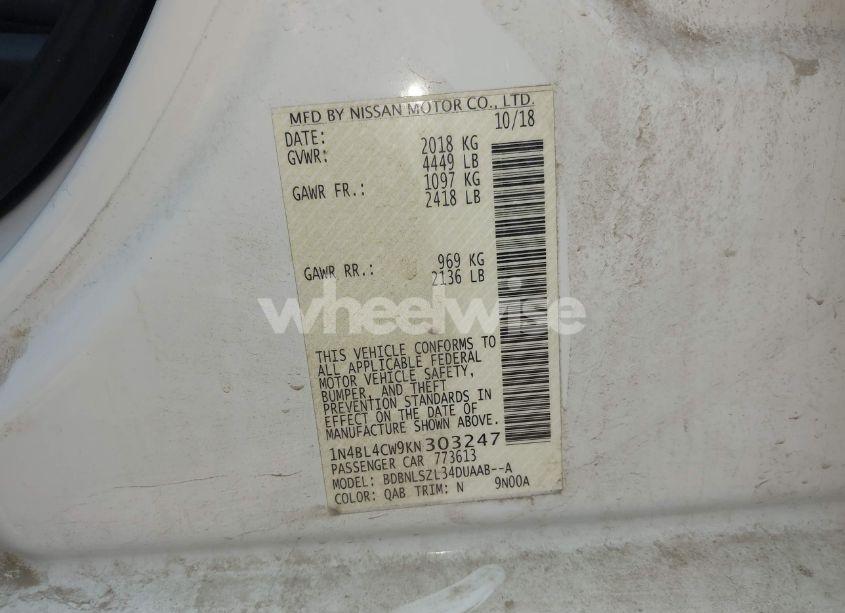 MFD BY NISSAN MOTOR CO., LTD.
DATE: 10/18
GVWR: 2018 KG
4449 LB
GAWR FR.: 1097 KG
2418 LB
GAWR RR.: 969 KG
2136 LB
wheelwise
THIS VEHICLE CONFORMS TO
ALL APPLICABLE FEDERAL
MOTOR VEHICLE SAFETY,
BUMPER, AND THEFT
PREVENTION STANDARDS IN
EFFECT ON THE DATE OF
MANUFACTURE SHOWN ABOVE.
1N4BL4CW9KN303247
PASSENGER CAR 773613
MODEL: BDBNLSZL34DUAAB--A
COLOR: QAB TRIM: N 9N00A